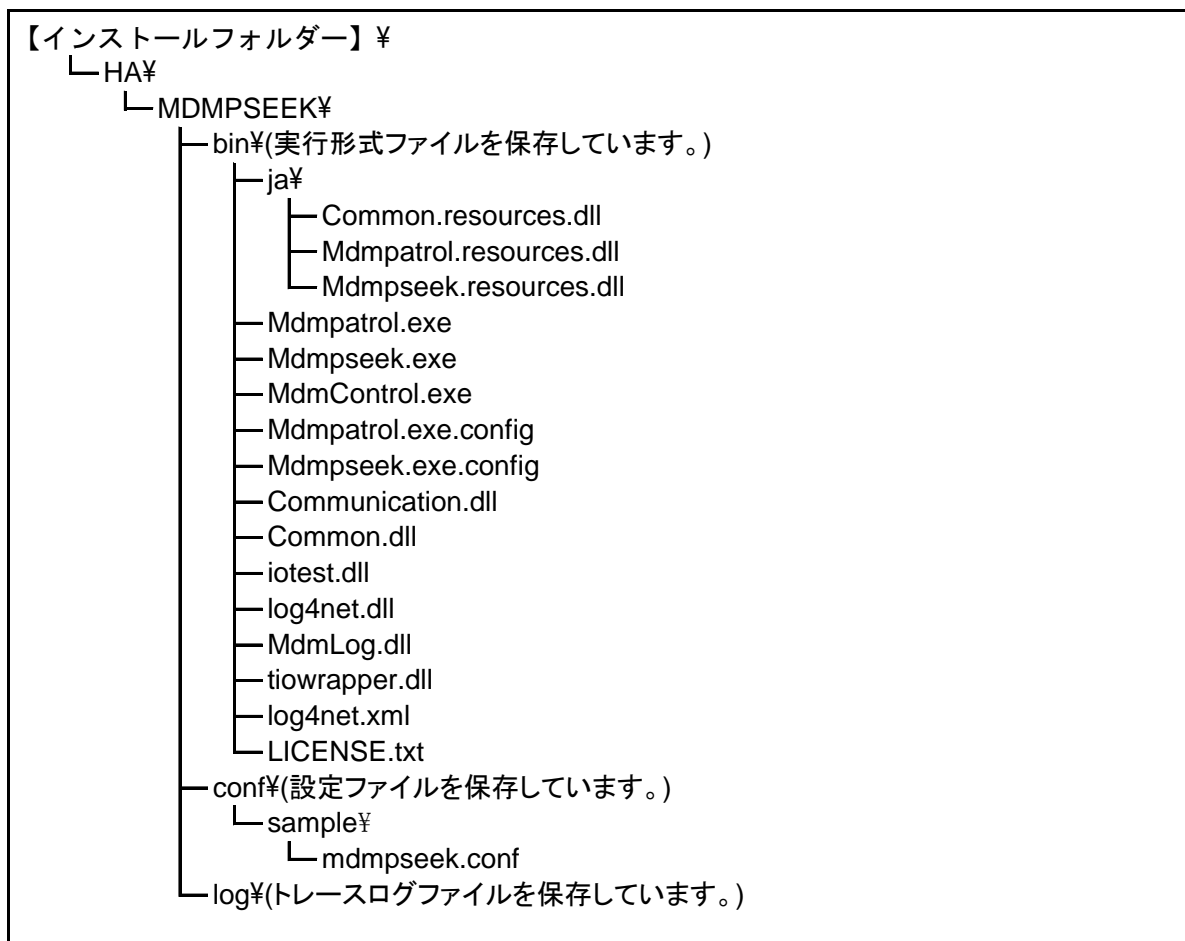 【インストールフォルダー】¥
HA¥
MDMPSEEK¥
bin¥(実行形式ファイルを保存しています。)
ja¥
Common.resources.dll
Mdmpatrol.resources.dll
Mdmpseek.resources.dll
Mdmpatrol.exe
Mdmpseek.exe
MdmControl.exe
Mdmpatrol.exe.config
Mdmpseek.exe.config
Communication.dll
Common.dll
iotest.dll
log4net.dll
MdmLog.dll
tiowrapper.dll
log4net.xml
LICENSE.txt
conf¥(設定ファイルを保存しています。)
sample¥
mdmpseek.conf
log¥(トレースログファイルを保存しています。)